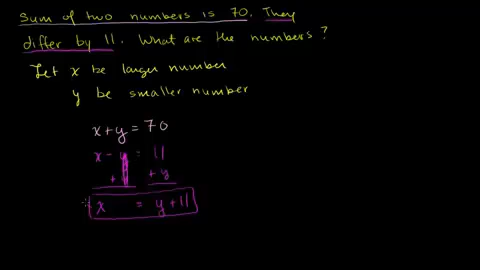 Sum of two numbers is 70. They
differ by 11. What are the numbers?
Let x be larger number
y be smaller number
x+y=70
x - y = 11
+ y + y
x = y + 11